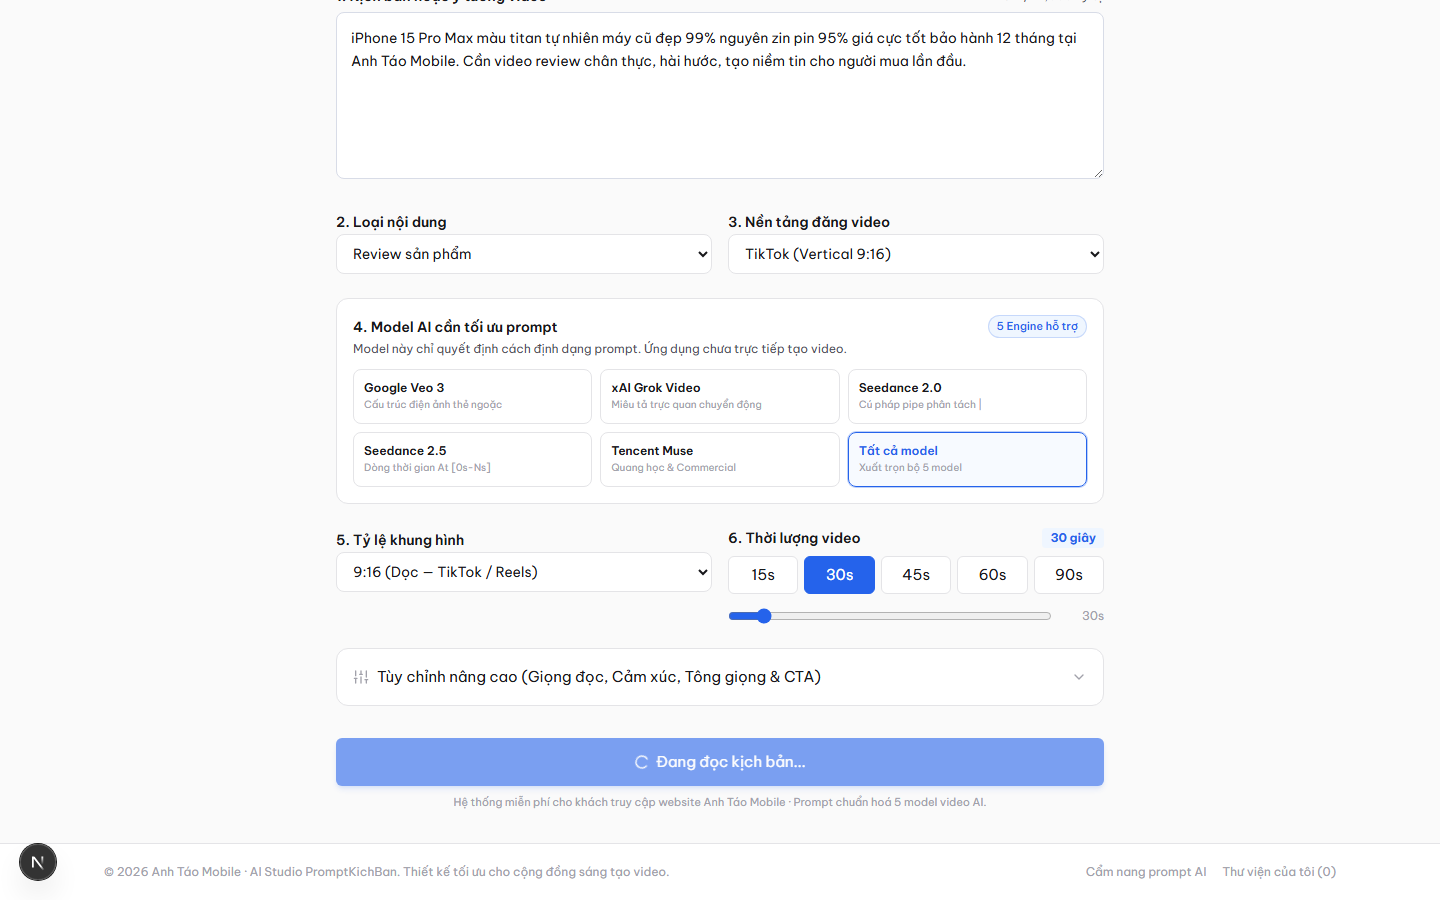 1. Kịch bản hoặc ý tưởng video
iPhone 15 Pro Max màu titan tự nhiên máy cũ đẹp 99% nguyên zin pin 95% giá cực tốt bảo hành 12 tháng tại
Anh Táo Mobile. Cần video review chân thực, hài hước, tạo niềm tin cho người mua lần đầu.
2. Loại nội dung
Review sản phẩm
3. Nền tảng đăng video
TikTok (Vertical 9:16)
4. Model AI cần tối ưu prompt
5 Engine hỗ trợ
Model này chỉ quyết định cách định dạng prompt. Ứng dụng chưa trực tiếp tạo video.
Google Veo 3
Cấu trúc điện ảnh thẻ ngoặc
xAI Grok Video
Miêu tả trực quan chuyển động
Seedance 2.0
Cú pháp pipe phân tách |
Seedance 2.5
Dòng thời gian At [0s-Ns]
Tencent Muse
Quang học & Commercial
Tất cả model
Xuất trọn bộ 5 model
5. Tỷ lệ khung hình
9:16 (Dọc — TikTok / Reels)
6. Thời lượng video
30 giây
15s
30s
45s
60s
90s
30s
Tùy chỉnh nâng cao (Giọng đọc, Cảm xúc, Tông giọng & CTA)
Đang đọc kịch bản...
Hệ thống miễn phí cho khách truy cập website Anh Táo Mobile · Prompt chuẩn hoá 5 model video AI.
N
© 2026 Anh Táo Mobile · AI Studio PromptKichBan. Thiết kế tối ưu cho cộng đồng sáng tạo video.
Cẩm nang prompt AI
Thư viện của tôi (0)